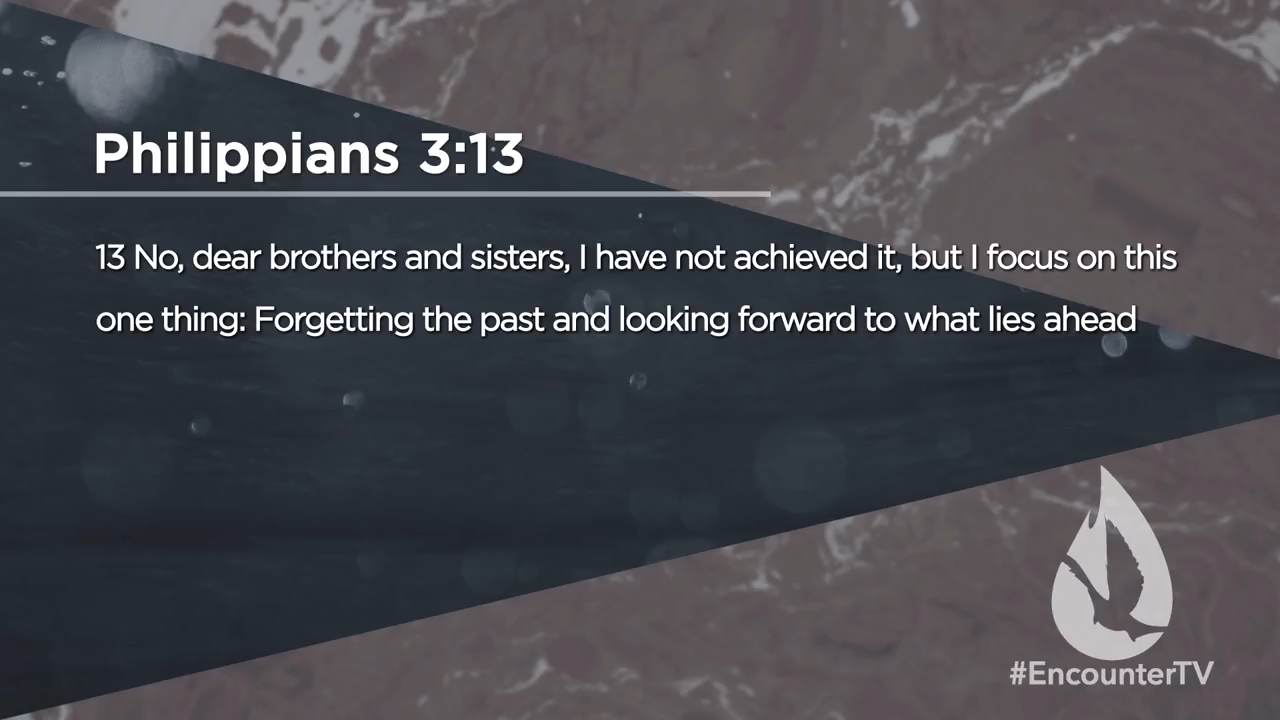 Philippians 3:13
13 No, dear brothers and sisters, I have not achieved it, but I focus on this
one thing: Forgetting the past and looking forward to what lies ahead
#EncounterTV